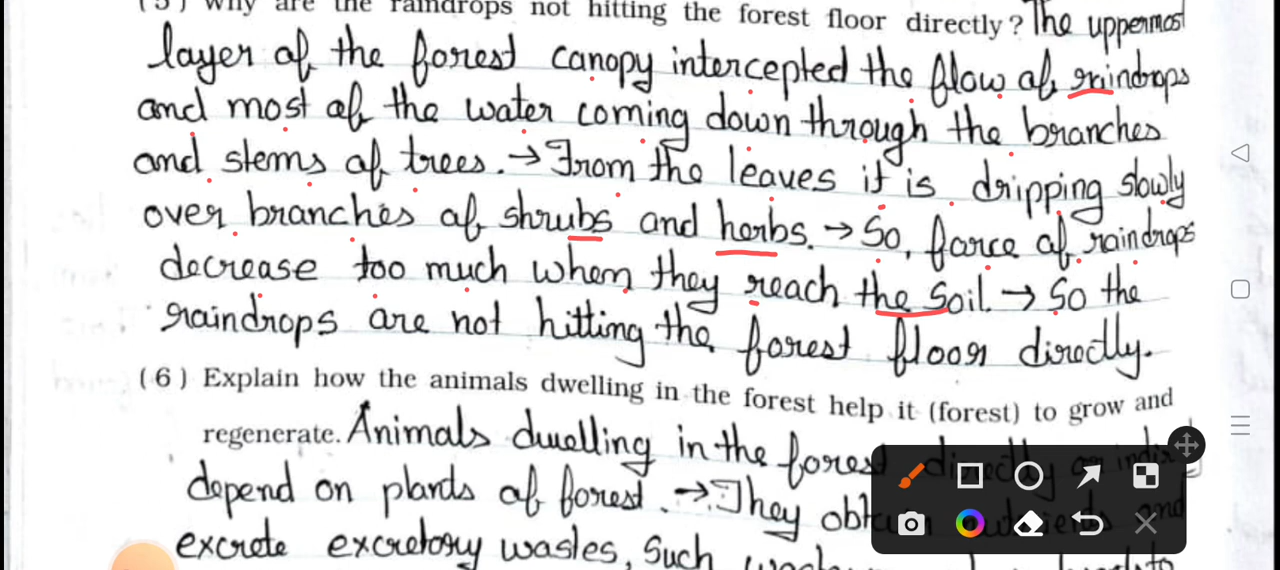 (5) Why are the raindrops not hitting the forest floor directly? The uppermost
layer of the forest canopy intercepted the flow of raindrops
and most of the water coming down through the branches
and stems of trees. → From the leaves it is dripping slowly
over branches of shrubs and herbs. → So, force of raindrops
decrease too much when they reach the soil. → So the
raindrops are not hitting the forest floor directly.
(6) Explain how the animals dwelling in the forest help it (forest) to grow and
regenerate. Animals dwelling in the forest directly or
depend on plants of forest. → They obtain nutrients and
excrete excretory wastes, Such